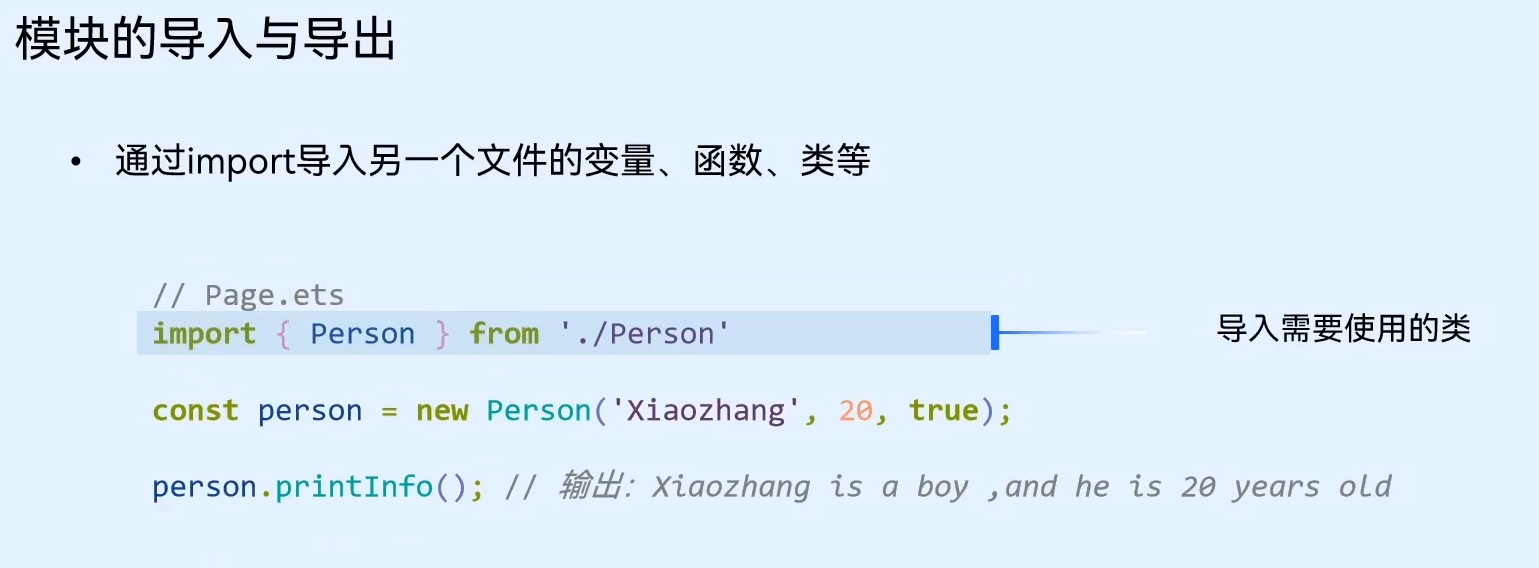 模块的导入与导出
• 通过import导入另一个文件的变量、函数、类等
// Page.ets
import { Person } from './Person'
导入需要使用的类
const person = new Person('Xiaozhang', 20, true);
person.printInfo(); // 输出：Xiaozhang is a boy ,and he is 20 years old